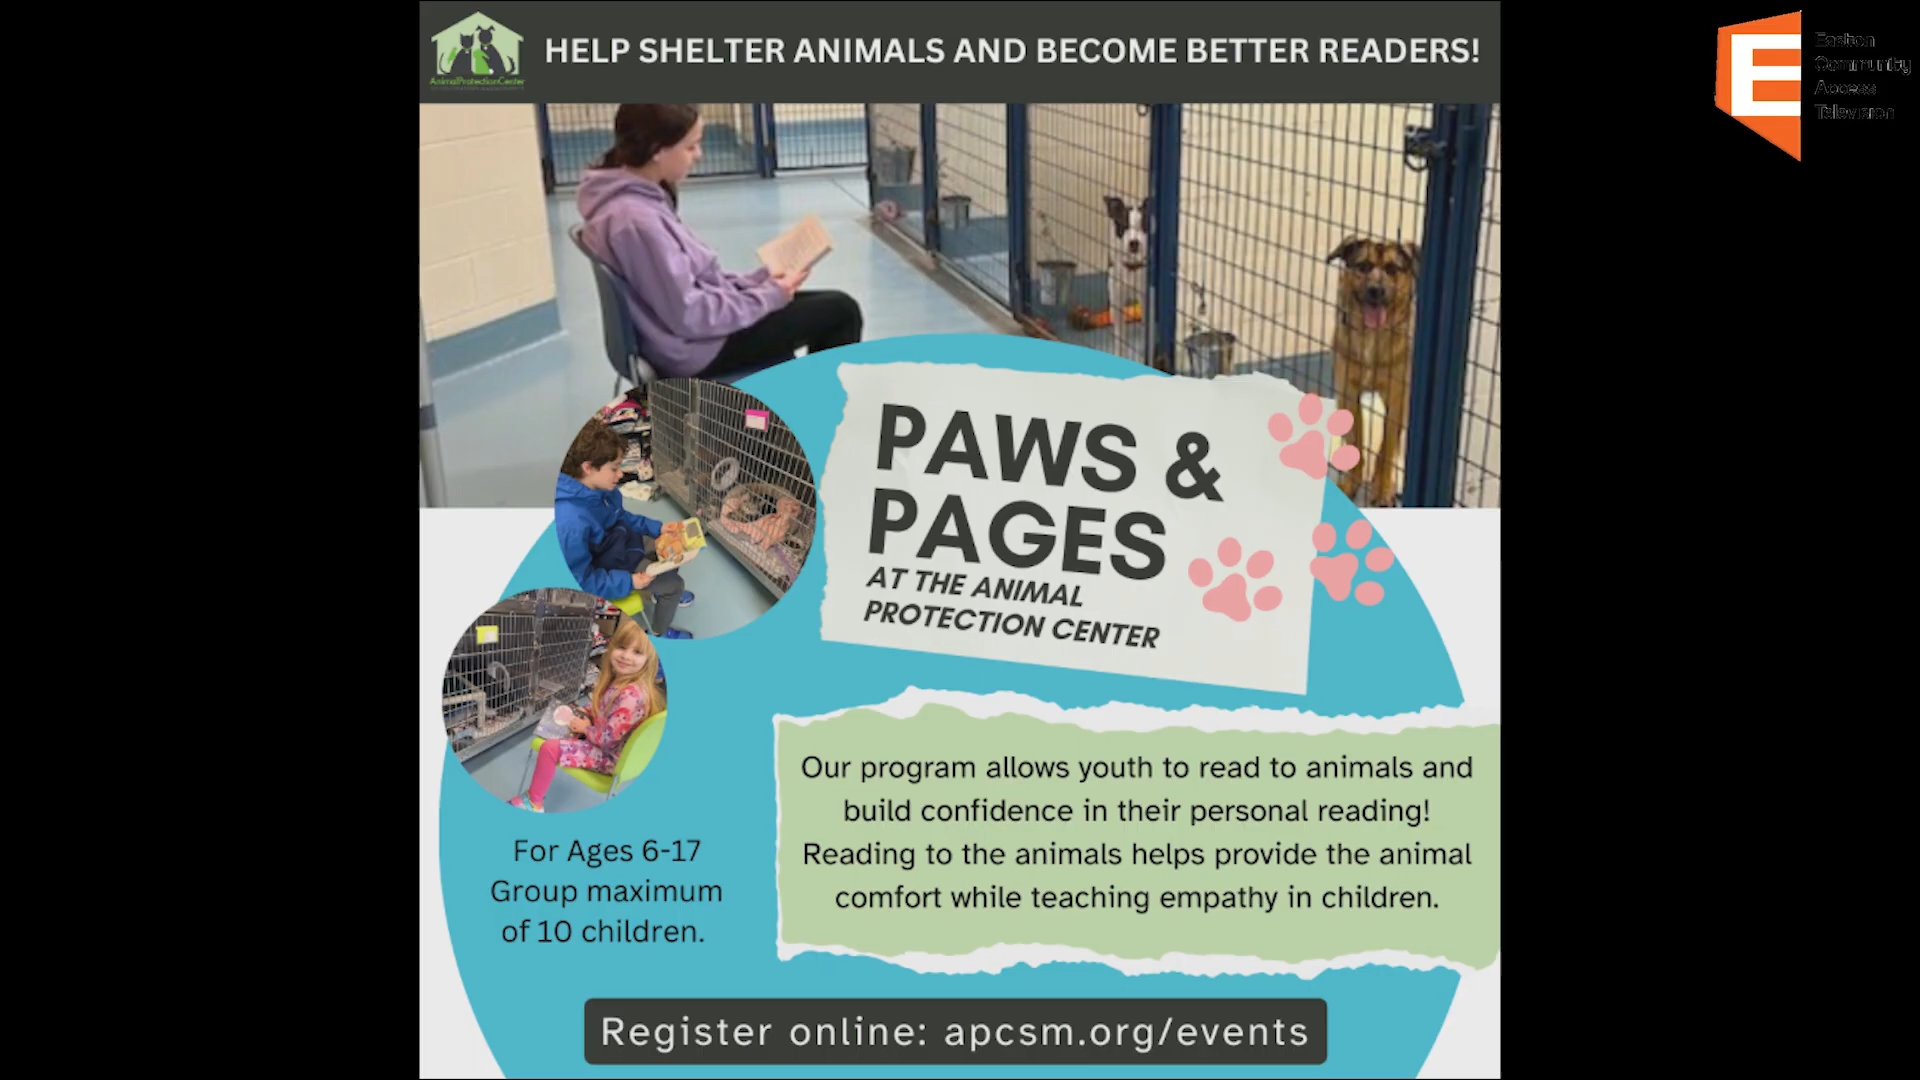 HELP SHELTER ANIMALS AND BECOME BETTER READERS!
AnimalProtectionCenter
Easton
Community
Access
Television
PAWS &
PAGES
AT THE ANIMAL
PROTECTION CENTER
Our program allows youth to read to animals and
build confidence in their personal reading!
Reading to the animals helps provide the animal
comfort while teaching empathy in children.
For Ages 6-17
Group maximum
of 10 children.
Register online: apcsm.org/events